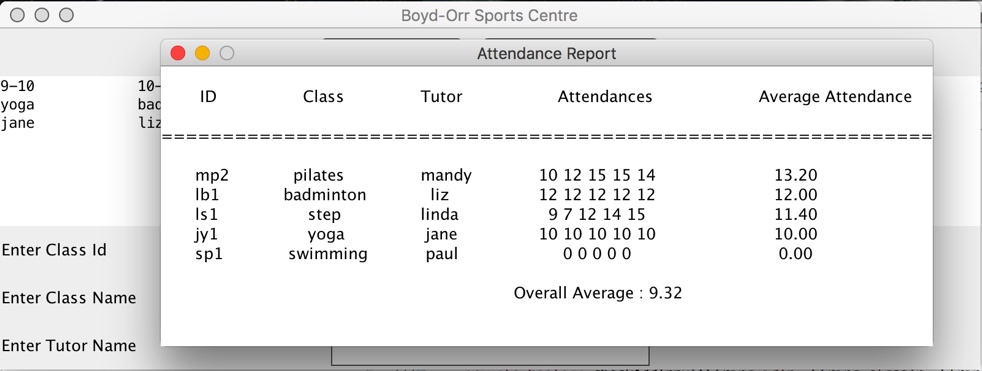 Boyd-Orr Sports Centre
Attendance Report
9-10 10-
yoga bad
jane liz
ID Class Tutor Attendances Average Attendance
===============================================================================
mp2 pilates mandy 10 12 15 15 14 13.20
lb1 badminton liz 12 12 12 12 12 12.00
ls1 step linda 9 7 12 14 15 11.40
jy1 yoga jane 10 10 10 10 10 10.00
sp1 swimming paul 0 0 0 0 0 0.00
Overall Average : 9.32
Enter Class Id
Enter Class Name
Enter Tutor Name